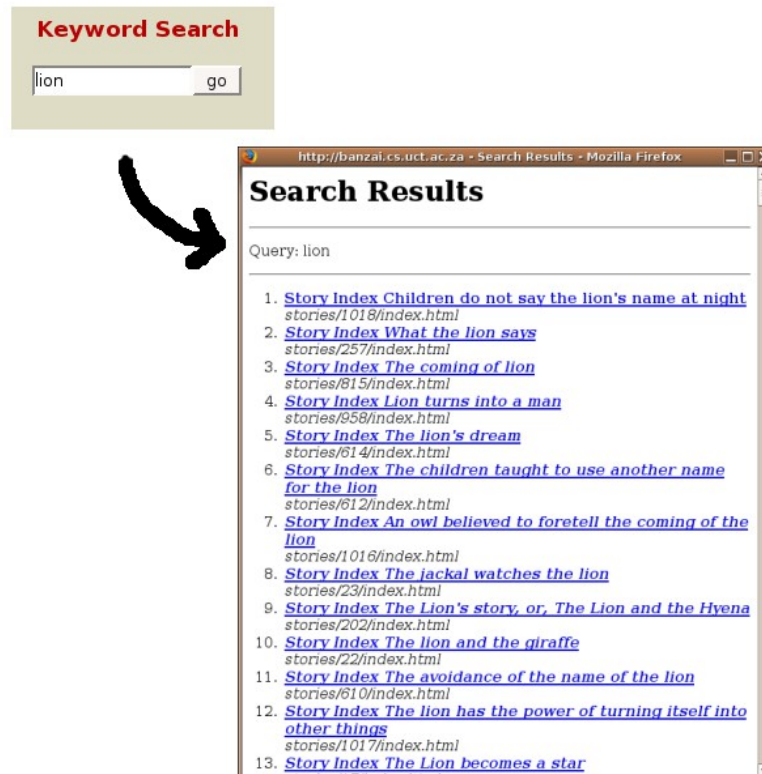 Keyword Search
lion
go
http://banzai.cs.uct.ac.za - Search Results - Mozilla Firefox
Search Results
Query: lion
1. Story Index Children do not say the lion's name at night
stories/1018/index.html
2. Story Index What the lion says
stories/257/index.html
3. Story Index The coming of lion
stories/815/index.html
4. Story Index Lion turns into a man
stories/958/index.html
5. Story Index The lion's dream
stories/614/index.html
6. Story Index The children taught to use another name
for the lion
stories/612/index.html
7. Story Index An owl believed to foretell the coming of the
lion
stories/1016/index.html
8. Story Index The jackal watches the lion
stories/23/index.html
9. Story Index The Lion's story, or, The Lion and the Hyena
stories/202/index.html
10. Story Index The lion and the giraffe
stories/22/index.html
11. Story Index The avoidance of the name of the lion
stories/610/index.html
12. Story Index The lion has the power of turning itself into
other things
stories/1017/index.html
13. Story Index The Lion becomes a star